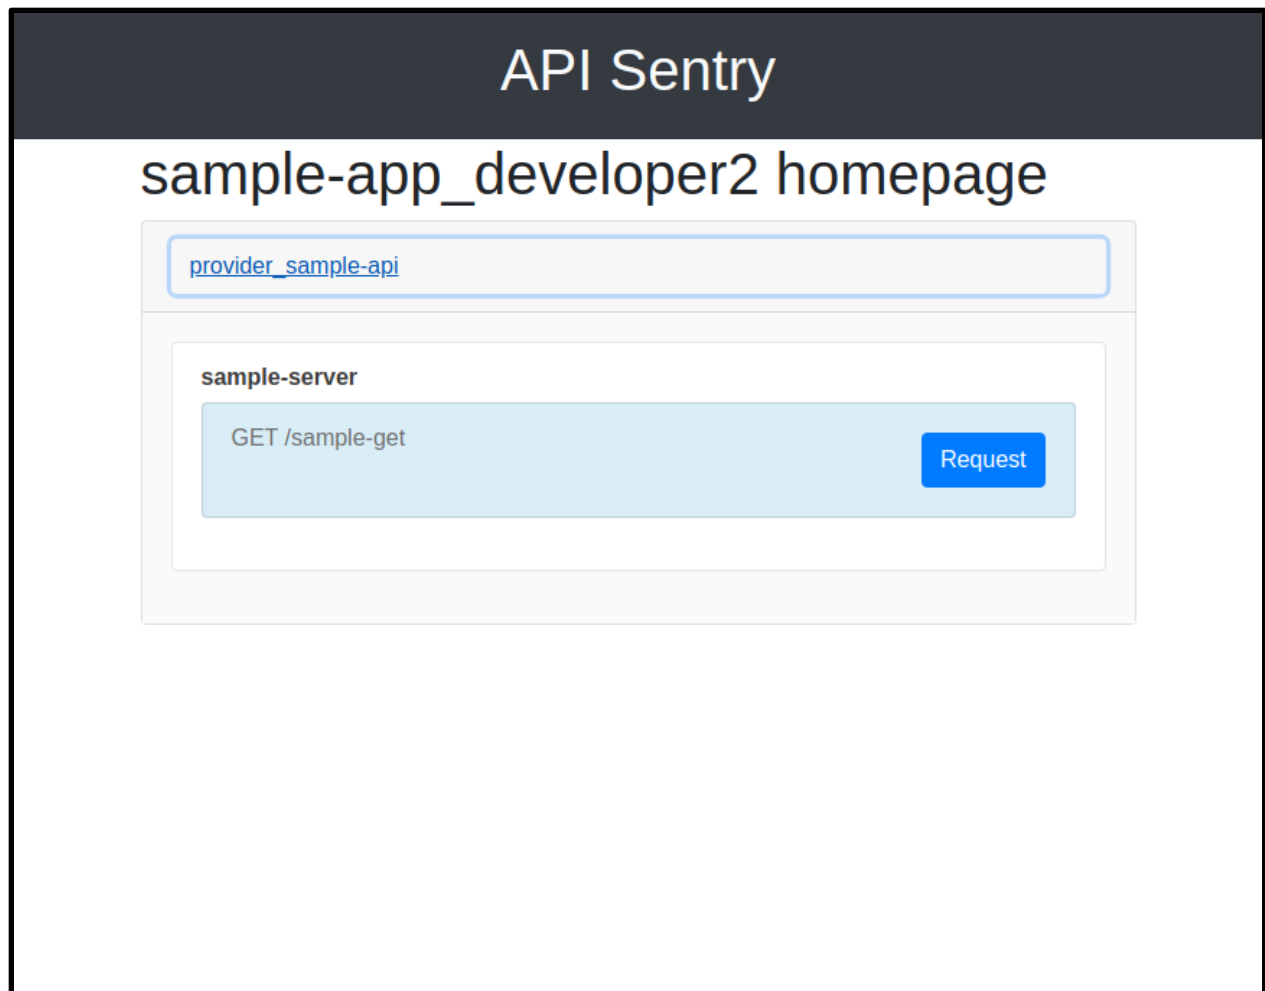 API Sentry
sample-app_developer2 homepage
provider_sample-api
sample-server
GET /sample-get
Request